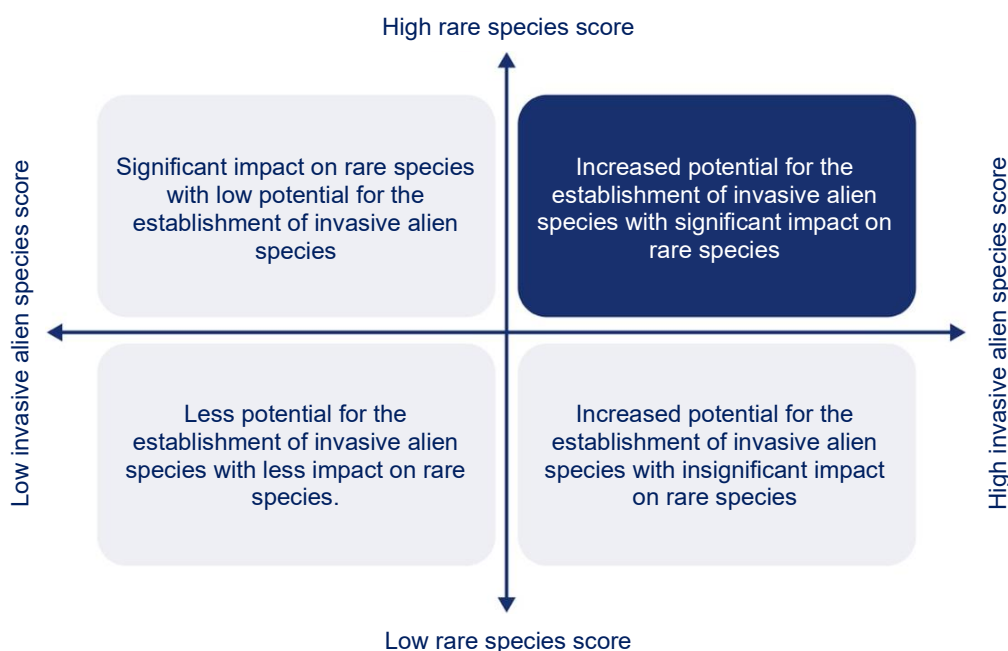 High rare species score
Significant impact on rare species
with low potential for the
establishment of invasive alien
species
Increased potential for the
establishment of invasive alien
species with significant impact on
rare species
Low invasive alien species score
High invasive alien species score
Less potential for the
establishment of invasive alien
species with less impact on rare
species.
Increased potential for the
establishment of invasive alien
species with insignificant impact
on rare species
Low rare species score